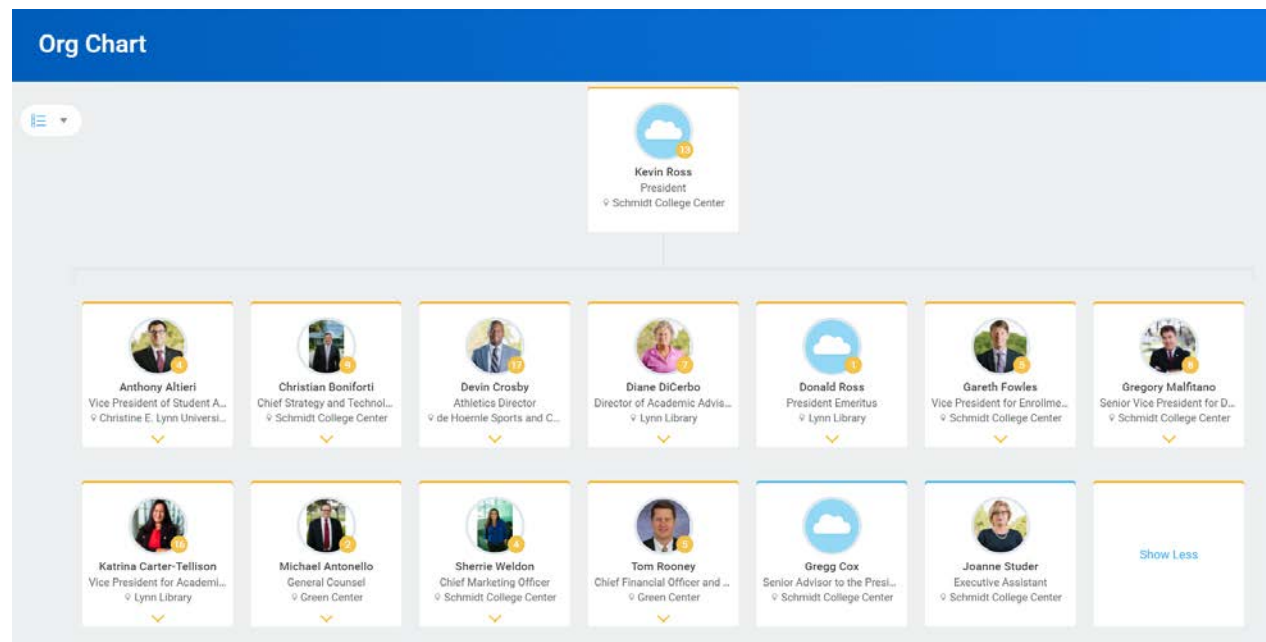 Org Chart
13
Kevin Ross
President
Schmidt College Center
4
Anthony Altieri
Vice President of Student A...
Christine E. Lynn Universi...
9
Christian Boniforti
Chief Strategy and Technol...
Schmidt College Center
17
Devin Crosby
Athletics Director
de Hoernle Sports and C...
7
Diane DiCerbo
Director of Academic Advis...
Lynn Library
1
Donald Ross
President Emeritus
Lynn Library
Gareth Fowles
Vice President for Enrollme...
Schmidt College Center
Gregory Malfitano
Senior Vice President for D...
Schmidt College Center
16
Katrina Carter-Tellison
Vice President for Academi...
Lynn Library
2
Michael Antonello
General Counsel
Green Center
4
Sherrie Weldon
Chief Marketing Officer
Schmidt College Center
Tom Rooney
Chief Financial Officer and ...
Green Center
Gregg Cox
Senior Advisor to the Presi...
Schmidt College Center
Joanne Studer
Executive Assistant
Schmidt College Center
Show Less